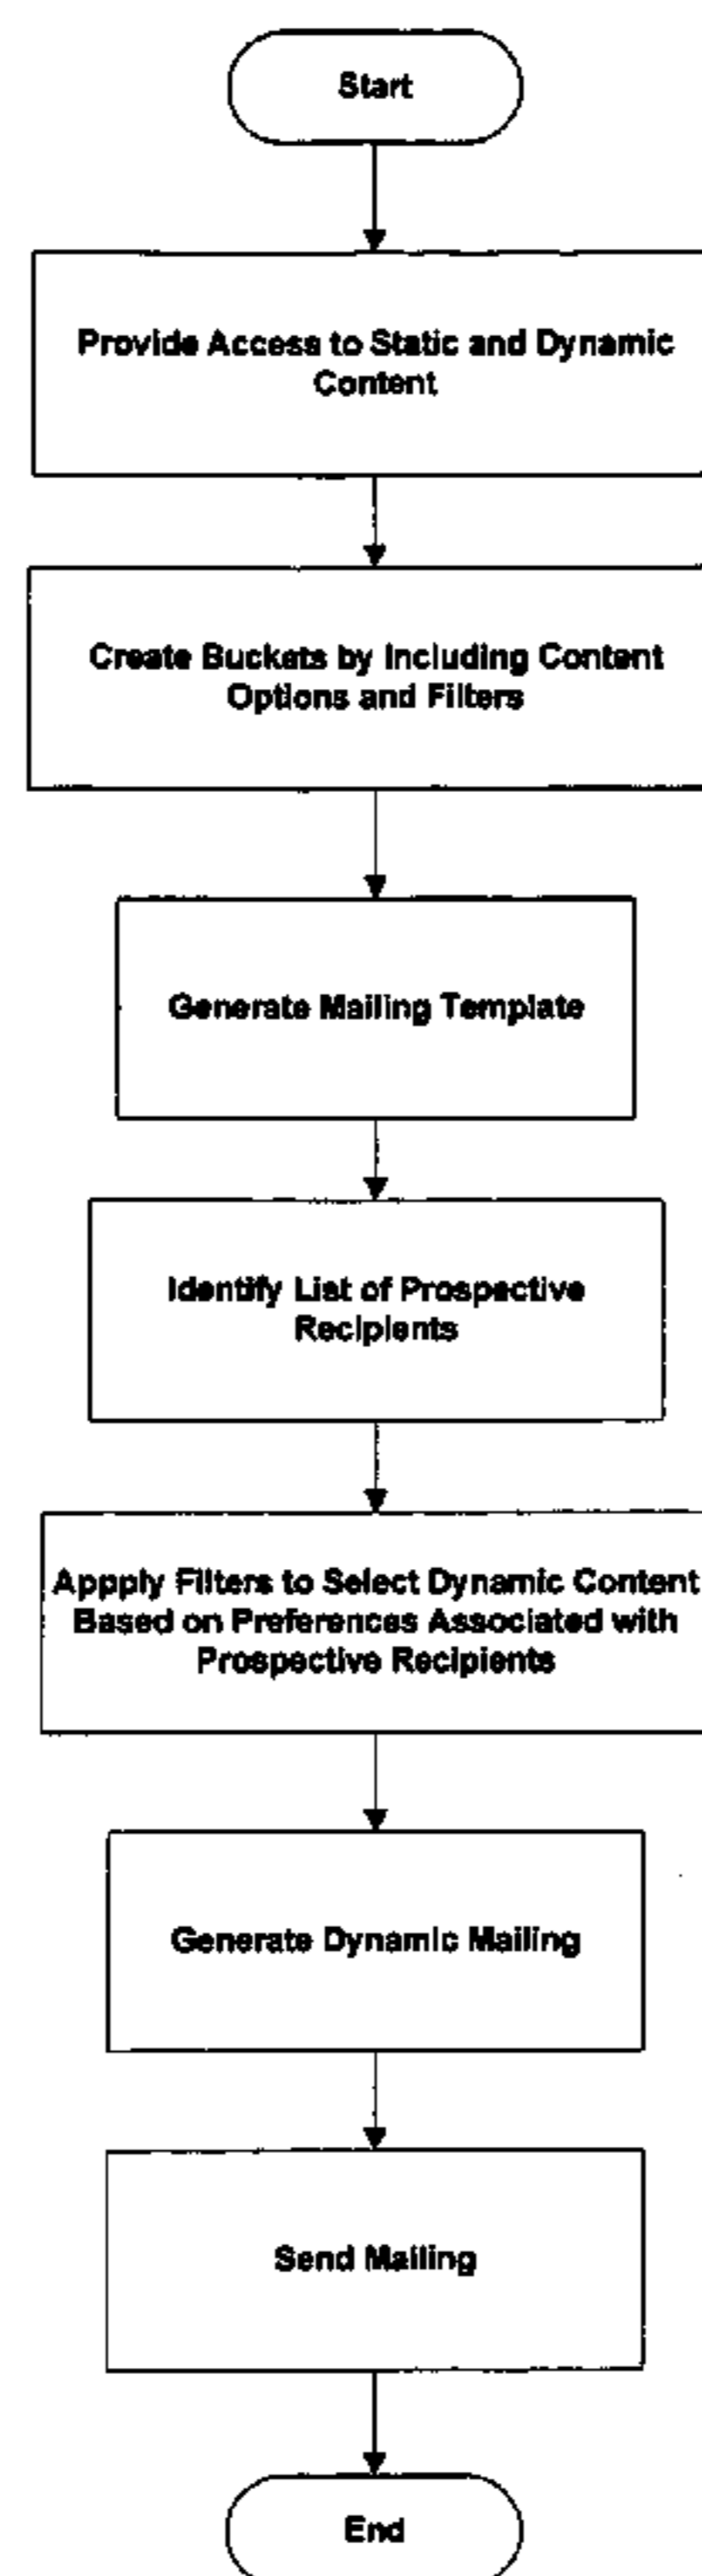 Start
Provide Access to Static and Dynamic
Content
Create Buckets by Including Content
Options and Filters
Generate Mailing Template
Identify List of Prospective
Recipients
Appply Filters to Select Dynamic Content
Based on Preferences Associated with
Prospective Recipients
Generate Dynamic Mailing
Send Mailing
End